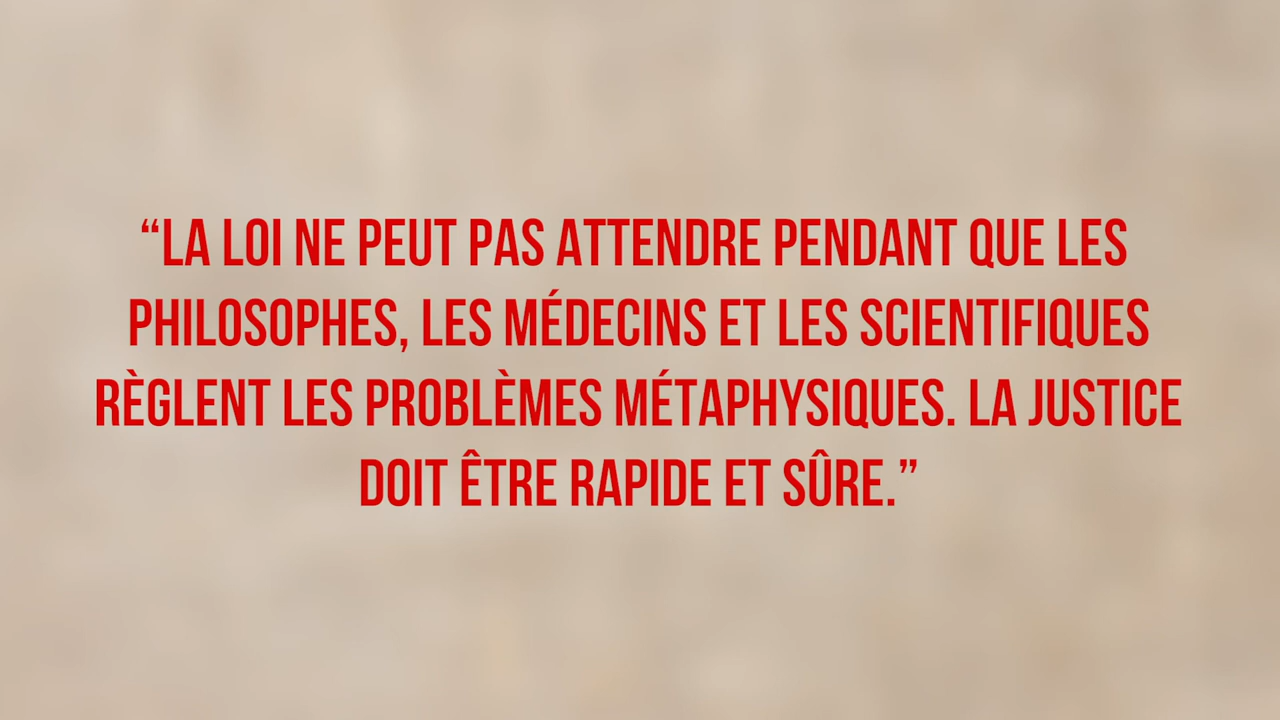 “LA LOI NE PEUT PAS ATTENDRE PENDANT QUE LES
PHILOSOPHES, LES MÉDECINS ET LES SCIENTIFIQUES
RÈGLENT LES PROBLÈMES MÉTAPHYSIQUES. LA JUSTICE
DOIT ÊTRE RAPIDE ET SÛRE.”